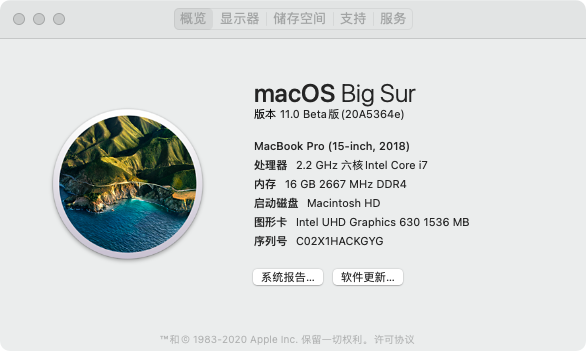 概览 显示器 储存空间 支持 服务
macOS Big Sur
版本 11.0 Beta版(20A5364e)
MacBook Pro (15-inch, 2018)
处理器 2.2 GHz 六核Intel Core i7
内存 16 GB 2667 MHz DDR4
启动磁盘 Macintosh HD
图形卡 Intel UHD Graphics 630 1536 MB
序列号 C02X1HACKGYG
系统报告... 软件更新...
™和© 1983-2020 Apple Inc. 保留一切权利。许可协议